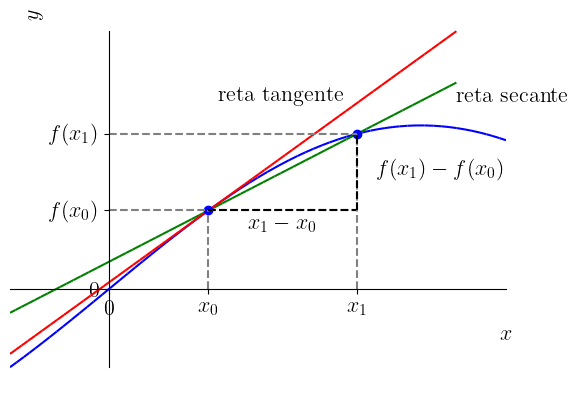 y
reta tangente
reta secante
f(x₁)
f(x₁) − f(x₀)
f(x₀)
x₁ − x₀
0
0
x₀
x₁
x